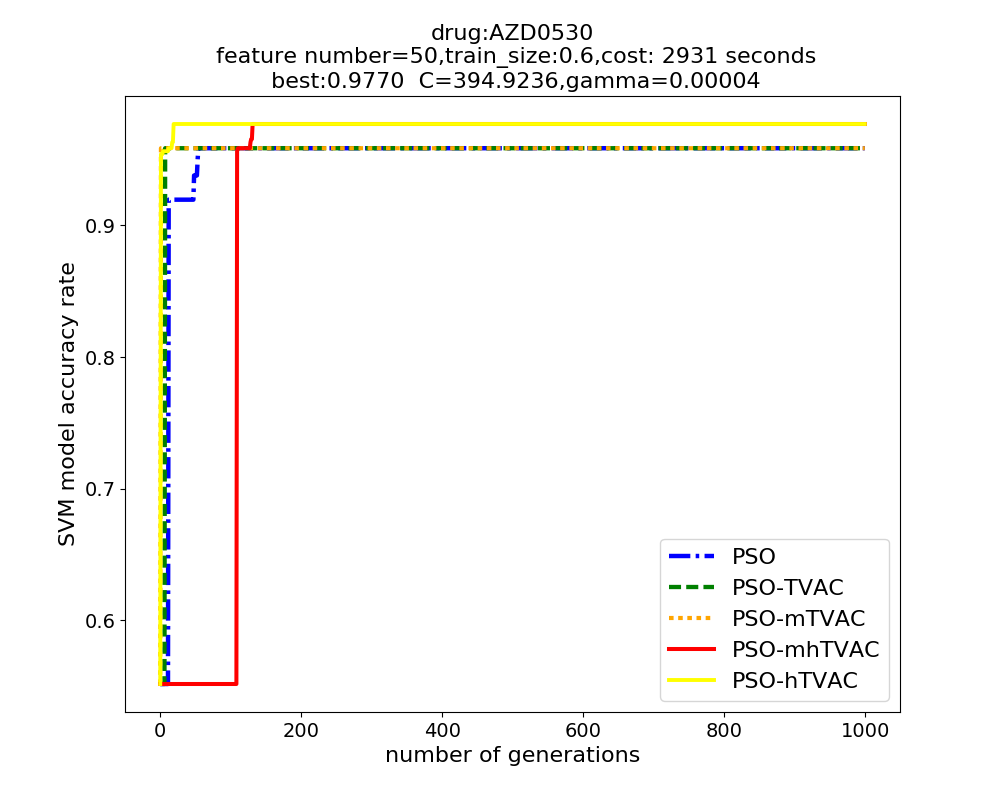 drug:AZD0530
feature number=50,train_size:0.6,cost: 2931 seconds
best:0.9770  C=394.9236,gamma=0.00004
SVM model accuracy rate
0.9
0.8
0.7
0.6
PSO
PSO-TVAC
PSO-mTVAC
PSO-mhTVAC
PSO-hTVAC
0 200 400 600 800 1000
number of generations